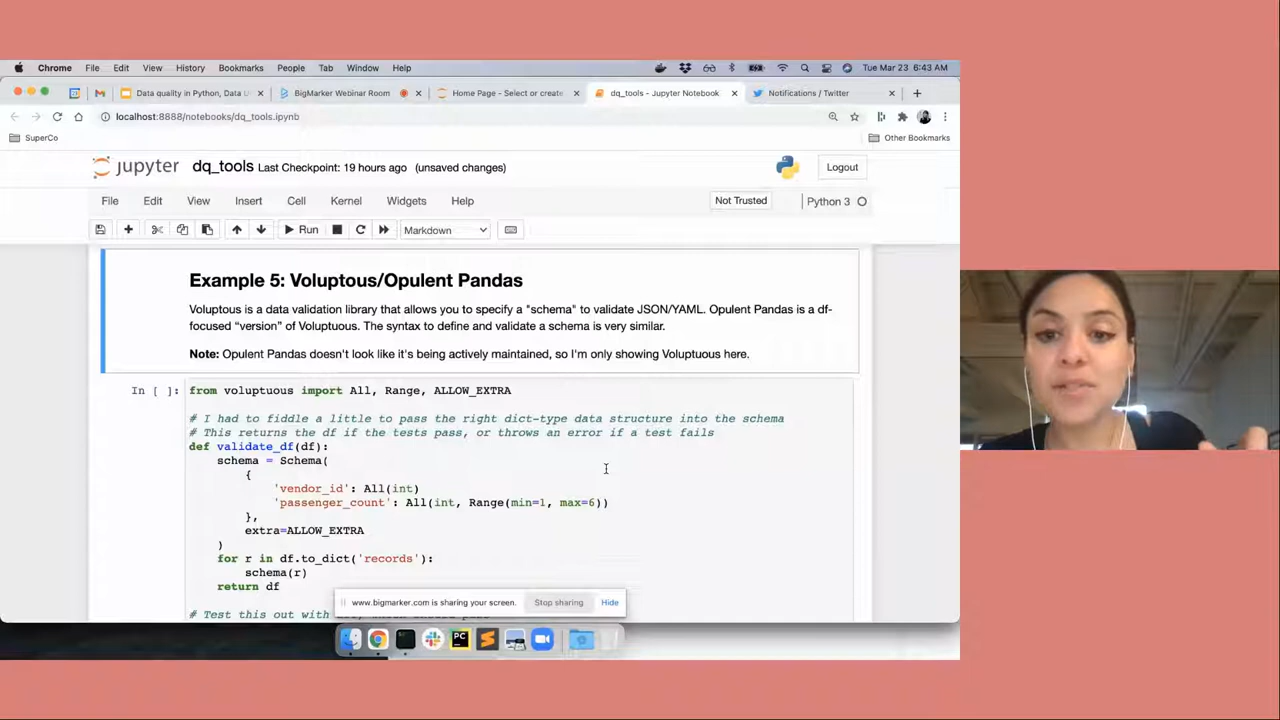 Chrome File Edit View History Bookmarks People Tab Window Help Tue Mar 23 6:43 AM
Data quality in Python, Data U BigMarker Webinar Room Home Page - Select or create dq_tools - Jupyter Notebook Notifications / Twitter
localhost:8888/notebooks/dq_tools.ipynb
SuperCo Other Bookmarks
jupyter dq_tools Last Checkpoint: 19 hours ago (unsaved changes) Logout
File Edit View Insert Cell Kernel Widgets Help Not Trusted Python 3
Run Markdown
Example 5: Voluptous/Opulent Pandas
Voluptous is a data validation library that allows you to specify a "schema" to validate JSON/YAML. Opulent Pandas is a df-
focused “version” of Voluptuous. The syntax to define and validate a schema is very similar.
Note: Opulent Pandas doesn't look like it's being actively maintained, so I'm only showing Voluptuous here.
In [ ]: from voluptuous import All, Range, ALLOW_EXTRA
# I had to fiddle a little to pass the right dict-type data structure into the schema
# This returns the df if the tests pass, or throws an error if a test fails
def validate_df(df):
schema = Schema(
{
'vendor_id': All(int)
'passenger_count': All(int, Range(min=1, max=6))
},
extra=ALLOW_EXTRA
)
for r in df.to_dict('records'):
schema(r)
return df
www.bigmarker.com is sharing your screen. Stop sharing Hide
# Test this out with
PC